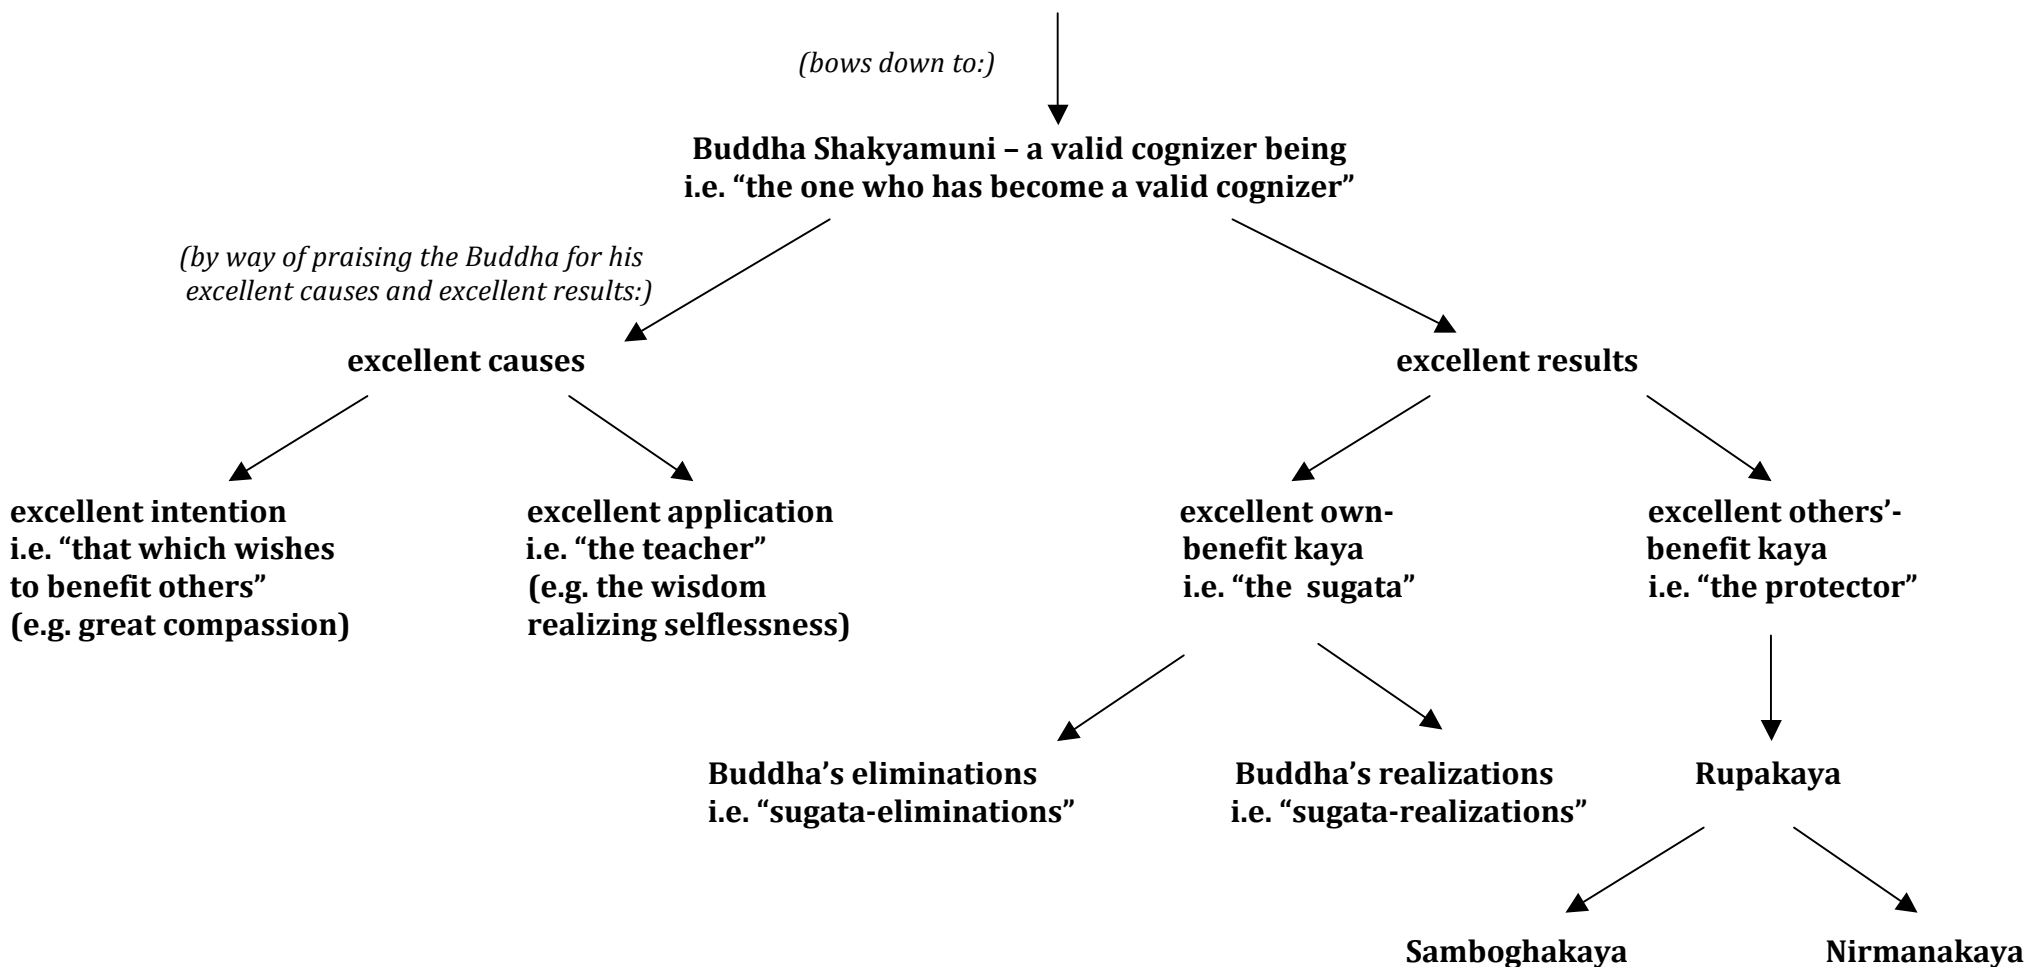 (bows down to:)
Buddha Shakyamuni – a valid cognizer being
i.e. “the one who has become a valid cognizer”
(by way of praising the Buddha for his
excellent causes and excellent results:)
excellent causes
excellent results
excellent intention
i.e. “that which wishes
to benefit others”
(e.g. great compassion)
excellent application
i.e. “the teacher”
(e.g. the wisdom
realizing selflessness)
excellent own-
benefit kaya
i.e. “the sugata”
excellent others’-
benefit kaya
i.e. “the protector”
Buddha’s eliminations
i.e. “sugata-eliminations”
Buddha’s realizations
i.e. “sugata-realizations”
Rupakaya
Samboghakaya
Nirmanakaya